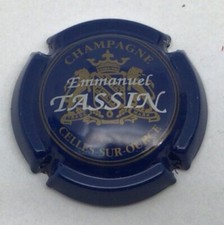 CHAMPAGNE
Emmanuel
TASSIN
CELLES-SUR-OURCE